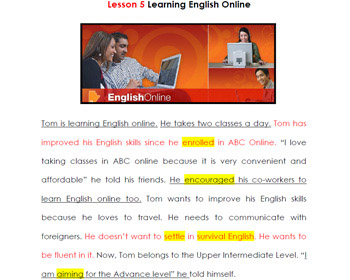 Lesson 5 Learning English Online
EnglishOnline
Tom is learning English online. He takes two classes a day. Tom has
improved his English skills since he enrolled in ABC Online. “I love
taking classes in ABC online because it is very convenient and
affordable” he told his friends. He encouraged his co-workers to
learn English online too. Tom wants to improve his English skills
because he loves to travel. He needs to communicate with
foreigners. He doesn’t want to settle in survival English. He wants to
be fluent in it. Now, Tom belongs to the Upper Intermediate Level. “I
am aiming for the Advance level” he told himself.